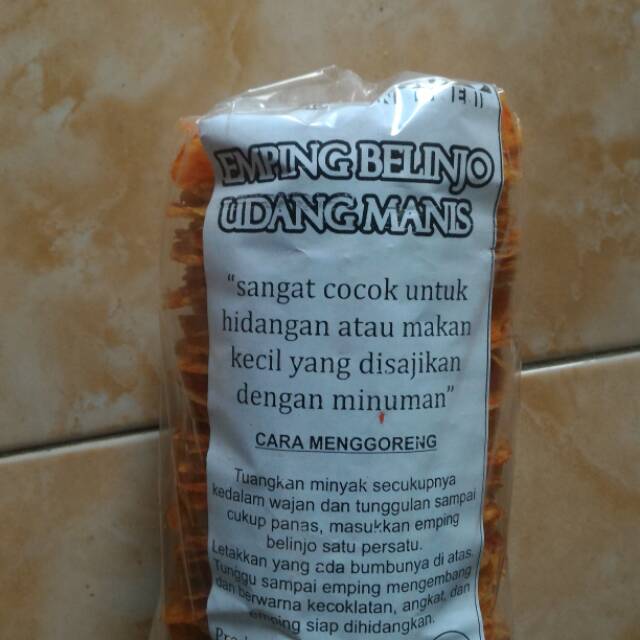 EMPING BELINJO
UDANG MANIS
“sangat cocok untuk
hidangan atau makan
kecil yang disajikan
dengan minuman”
CARA MENGGORENG
Tuangkan minyak secukupnya
kedalam wajan dan tunggulan sampai
cukup panas, masukkan emping
belinjo satu persatu.
Letakkan yang ada bumbunya di atas.
Tunggu sampai emping mengembang
dan berwarna kecoklatan, angkat, dan
emping siap dihidangkan.